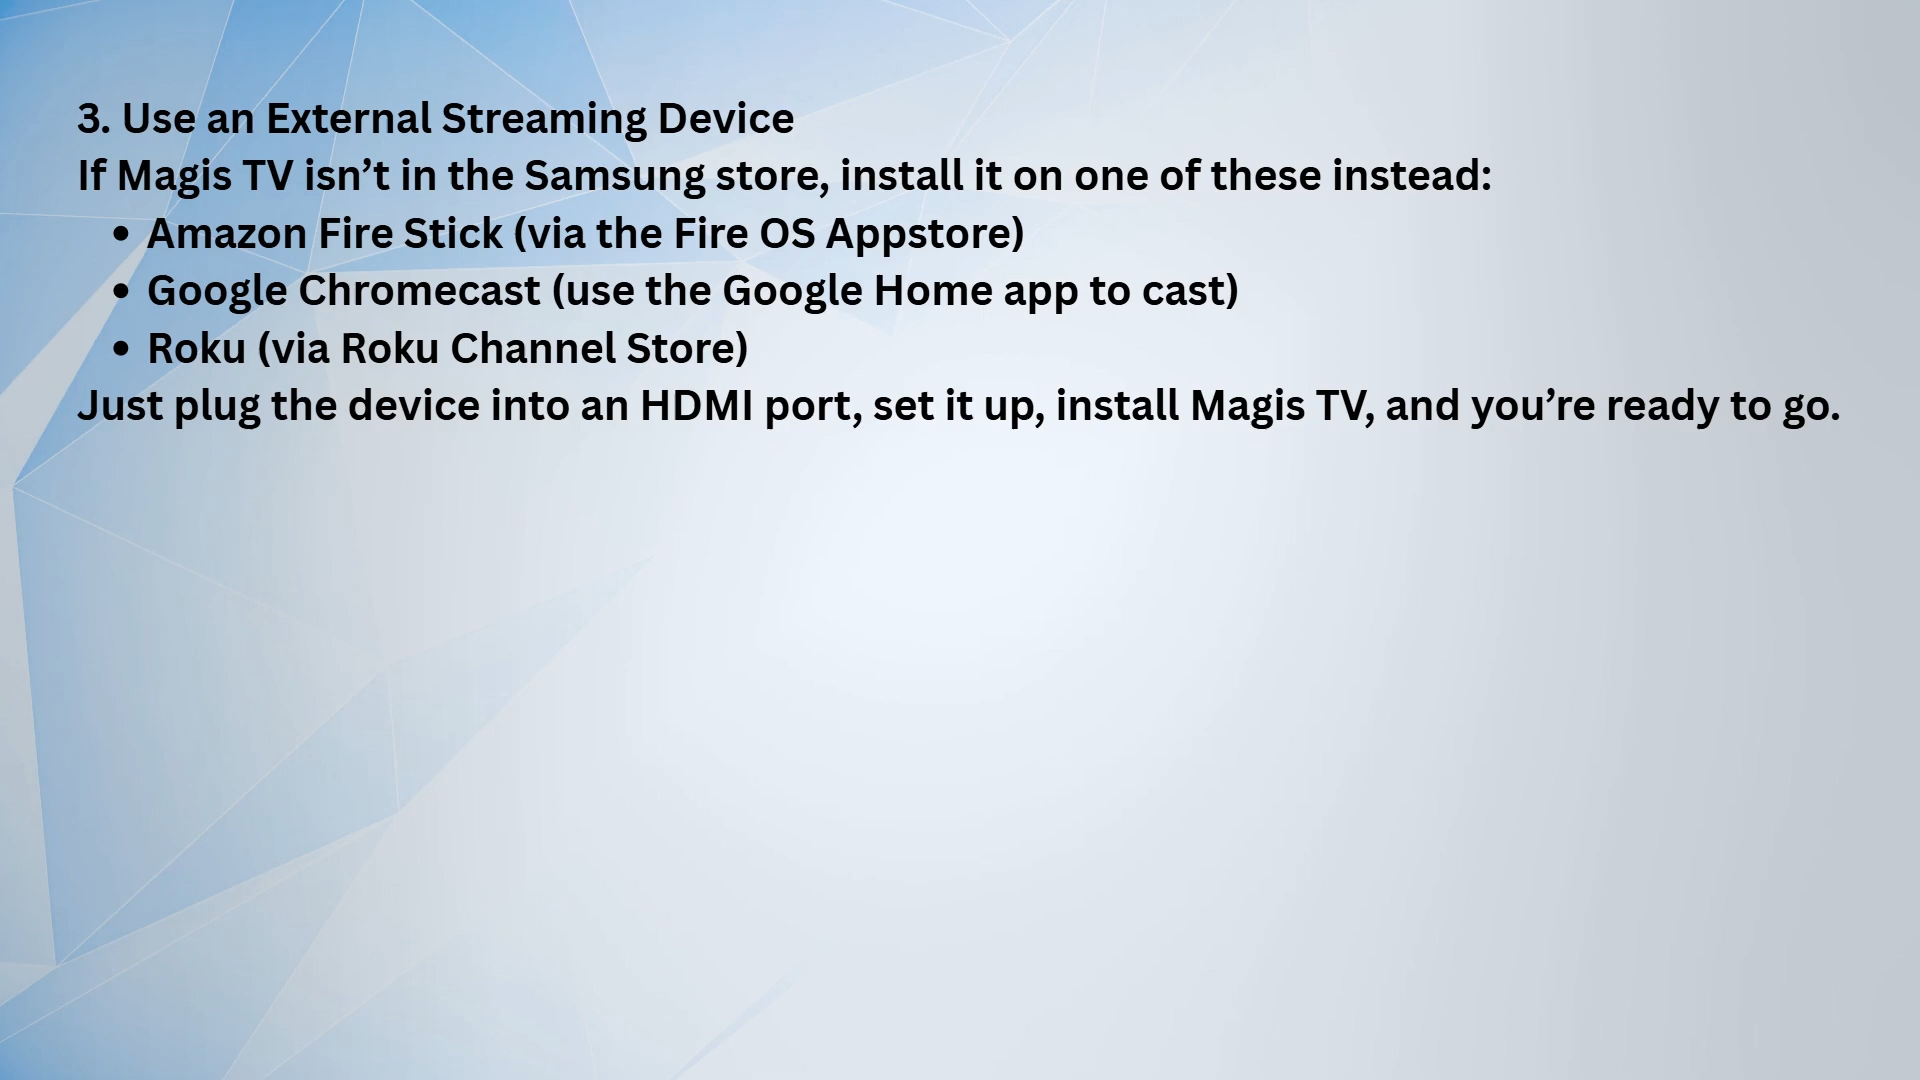 3. Use an External Streaming Device
If Magis TV isn’t in the Samsung store, install it on one of these instead:
• Amazon Fire Stick (via the Fire OS Appstore)
• Google Chromecast (use the Google Home app to cast)
• Roku (via Roku Channel Store)
Just plug the device into an HDMI port, set it up, install Magis TV, and you’re ready to go.